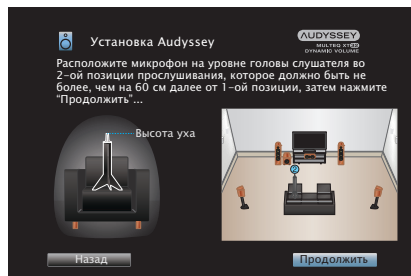 Установка Audyssey
AUDYSSEY
MULTEQ XT32
DYNAMIC VOLUME
Расположите микрофон на уровне головы слушателя во
2-ой позиции прослушивания, которое должно быть не
более, чем на 60 см далее от 1-ой позиции, затем нажмите
"Продолжить"...
Высота уха
2
Назад
Продолжить